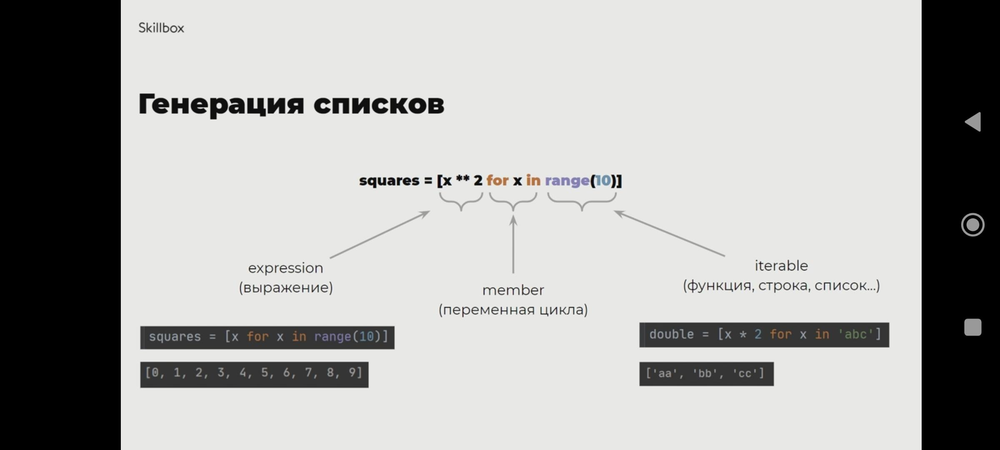 Skillbox
Генерация списков
squares = [x ** 2 for x in range(10)]
expression
(выражение)
member
(переменная цикла)
iterable
(функция, строка, список...)
squares = [x for x in range(10)]
[0, 1, 2, 3, 4, 5, 6, 7, 8, 9]
double = [x * 2 for x in 'abc']
['aa', 'bb', 'cc']